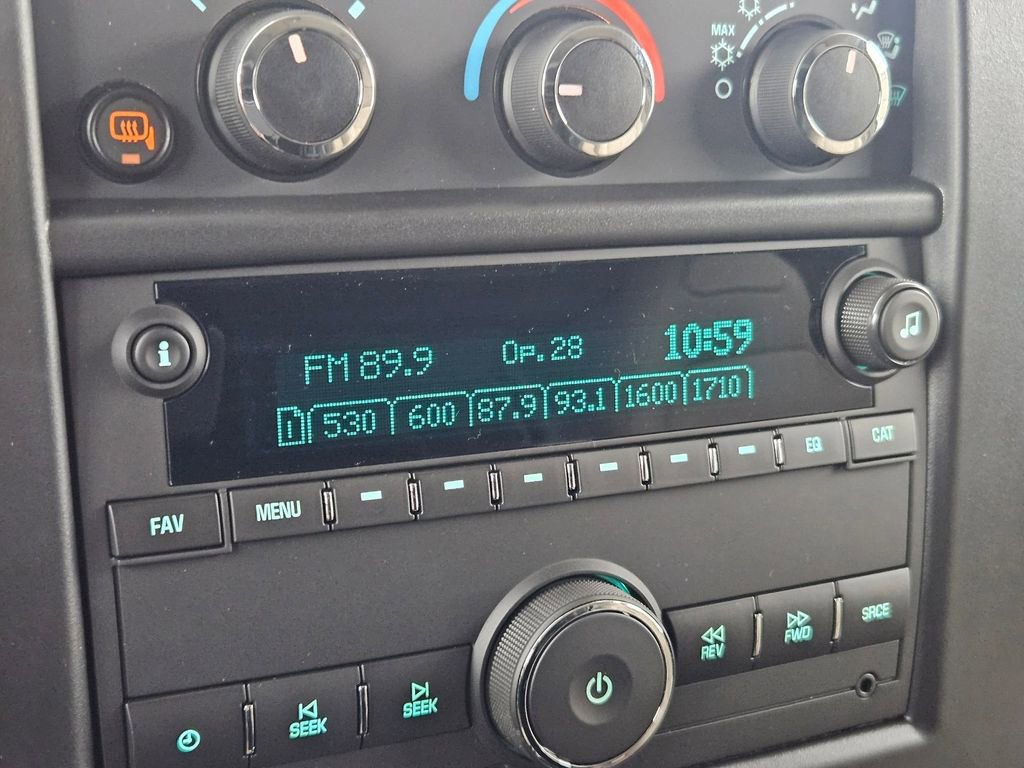 MAX
FM 89.9 Op. 28 10:59
1 530 600 87.9 93.1 1600 1710
FAV MENU EQ CAT
SEEK SEEK REV FWD SRCE